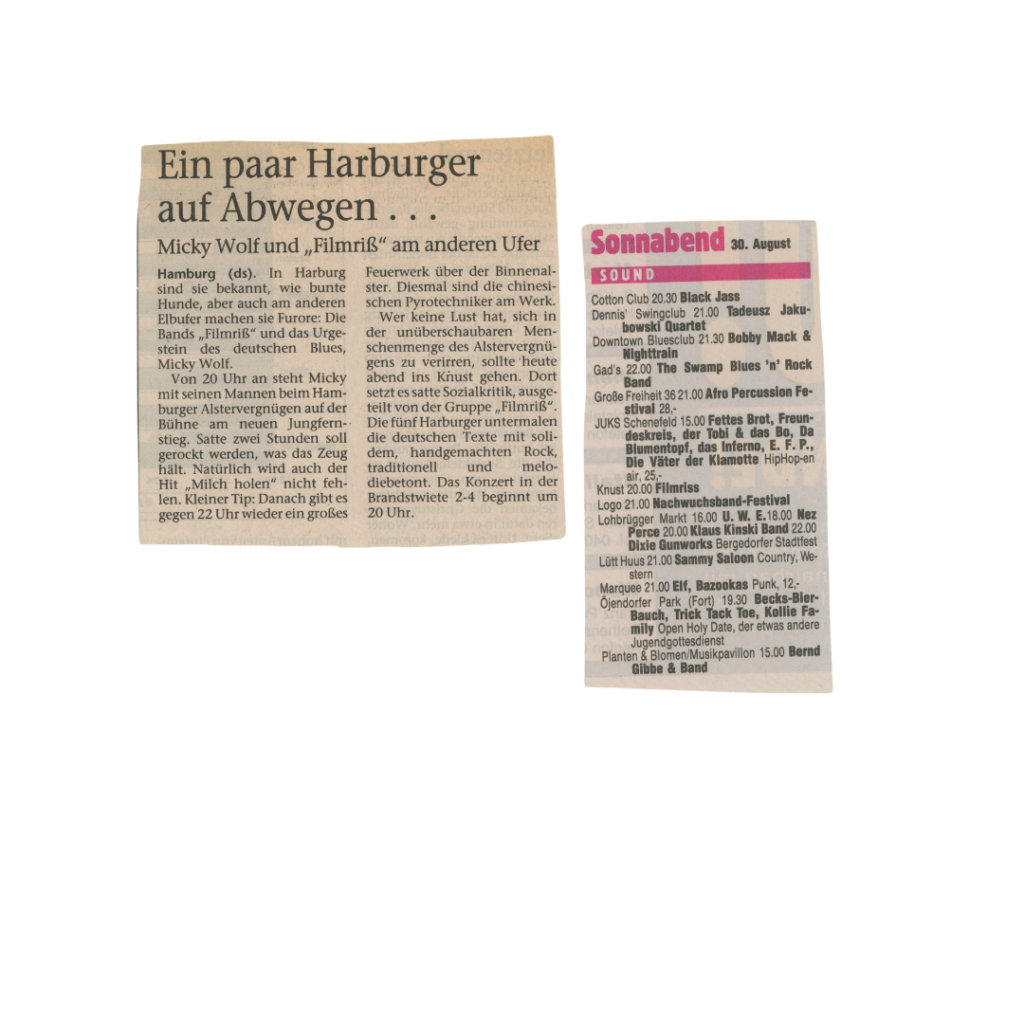 Ein paar Harburger
auf Abwegen . . .
Micky Wolf und „Filmriß“ am anderen Ufer
Hamburg (ds). In Harburg
sind sie bekannt, wie bunte
Hunde, aber auch am anderen
Elbufer machen sie Furore: Die
Bands „Filmriß“ und das Urge-
stein des deutschen Blues,
Micky Wolf.
Von 20 Uhr an steht Micky
mit seinen Mannen beim Ham-
burger Alstervergnügen auf der
Bühne am neuen Jungfern-
stieg. Satte zwei Stunden soll
gerockt werden, was das Zeug
hält. Natürlich wird auch der
Hit „Milch holen“ nicht feh-
len. Kleiner Tip: Danach gibt es
gegen 22 Uhr wieder ein großes
Feuerwerk über der Binnenal-
ster. Diesmal sind die chinesi-
schen Pyrotechniker am Werk.
Wer keine Lust hat, sich in
der unüberschaubaren Men-
schenmenge des Alstervergnü-
gens zu verirren, sollte heute
abend ins Knust gehen. Dort
setzt es satte Sozialkritik, ausge-
teilt von der Gruppe „Filmriß“.
Die fünf Harburger untermalen
die deutschen Texte mit soli-
dem, handgemachten Rock,
traditionell und melo-
diebetont. Das Konzert in der
Brandstwiete 2-4 beginnt um
20 Uhr.
Sonnabend 30. August
SOUND
Cotton Club 20.30 Black Jass
Dennis' Swingclub 21.00 Tadeusz Jaku-
bowski Quartet
Downtown Bluesclub 21.30 Bobby Mack &
Nighttrain
Gad's 22.00 The Swamp Blues 'n' Rock
Band
Große Freiheit 36 21.00 Afro Percussion Fe-
stival 28,-
JUKS Schenefeld 15.00 Fettes Brot, Freun-
deskreis, der Tobi & das Bo, Da
Blumentopf, das Inferno, E. F. P.,
Die Väter der Klamotte HipHop-en
air, 25,-
Knust 20.00 Filmriss
Logo 21.00 Nachwuchsband-Festival
Lohbrügger Markt 16.00 U. W. E.18.00 Nez
Perce 20.00 Klaus Kinski Band 22.00
Dixie Gunworks Bergedorfer Stadtfest
Lütt Huus 21.00 Sammy Saloon Country, We-
stern
Marquee 21.00 Elf, Bazookas Punk, 12,-
Öjendorfer Park (Fort) 19.30 Becks-Bier-
Bauch, Trick Tack Toe, Kollie Fa-
mily Open Holy Date, der etwas andere
Jugendgottesdienst
Planten & Blomen/Musikpavillon 15.00 Bernd
Gibbe & Band